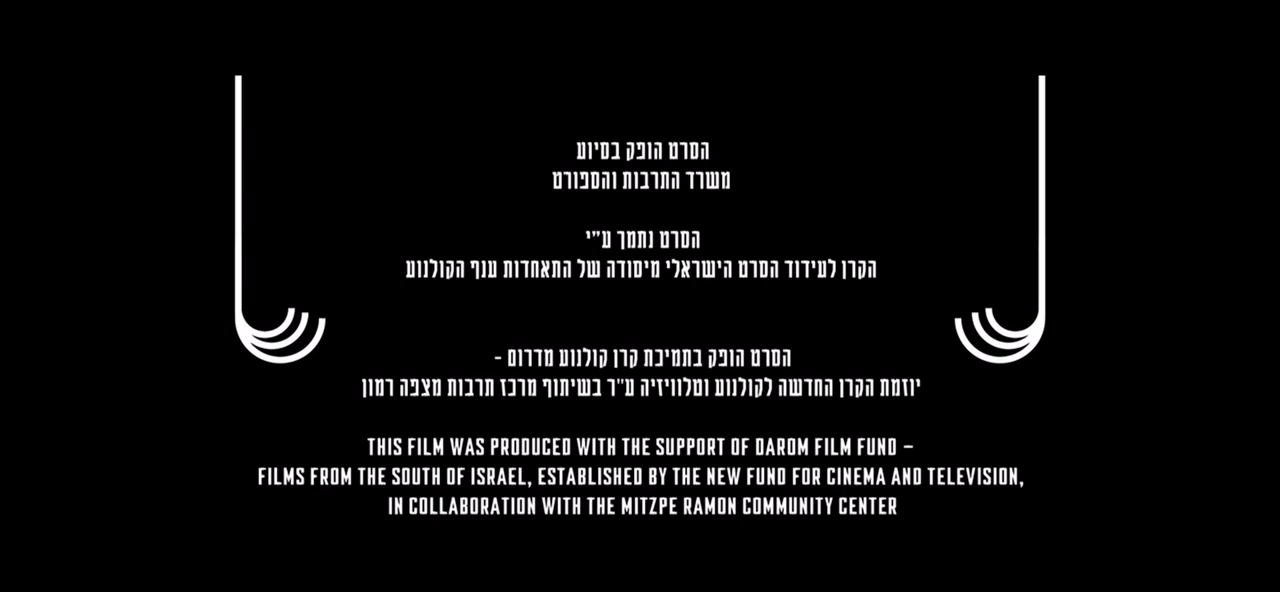 הסרט הופק בסיוע
משרד התרבות והספורט
הסרט נתמך ע"י
הקרן לעידוד הסרט הישראלי מיסודה של התאחדות ענף הקולנוע
הסרט הופק בתמיכת קרן קולנוע מדרום -
יוזמת הקרן החדשה לקולנוע וטלוויזיה ע"ר בשיתוף מרכז תרבות מצפה רמון
THIS FILM WAS PRODUCED WITH THE SUPPORT OF DAROM FILM FUND –
FILMS FROM THE SOUTH OF ISRAEL, ESTABLISHED BY THE NEW FUND FOR CINEMA AND TELEVISION,
IN COLLABORATION WITH THE MITZPE RAMON COMMUNITY CENTER